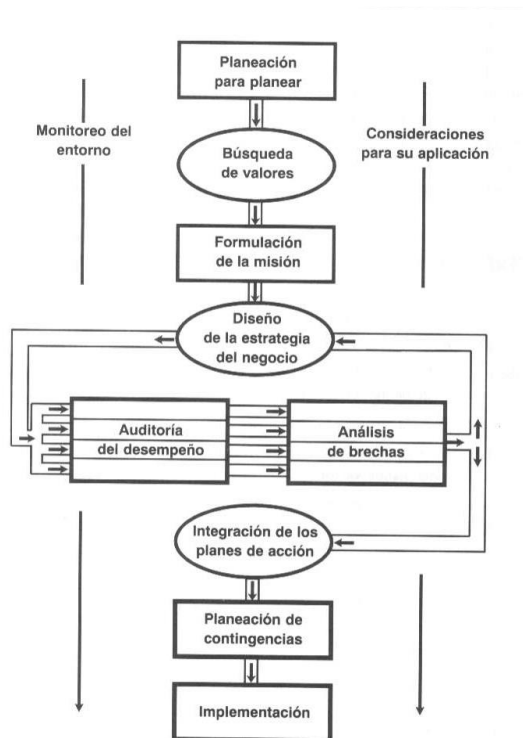 Planeación
para planear
Monitoreo del
entorno
Consideraciones
para su aplicación
Búsqueda
de valores
Formulación
de la misión
Diseño
de la estrategia
del negocio
Auditoría
del desempeño
Análisis
de brechas
Integración de los
planes de acción
Planeación de
contingencias
Implementación